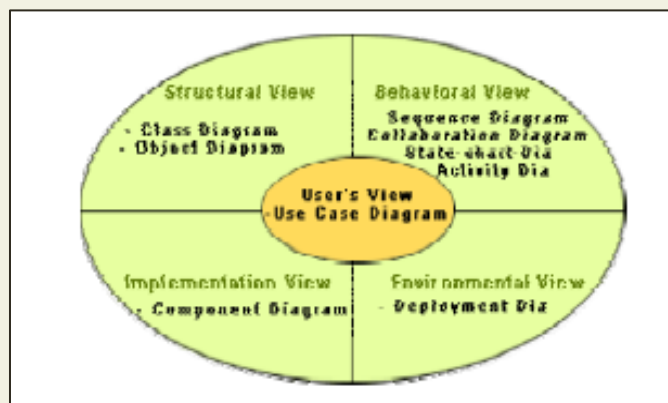 Structural View
- Class Diagram
- Object Diagram
Behavioral View
Sequence Diagram
Collaboration Diagram
State-chart Dia
Activity Dia
User's View
-Use Case Diagram
Implementation View
- Component Diagram
Environmental View
- Deployment Dia